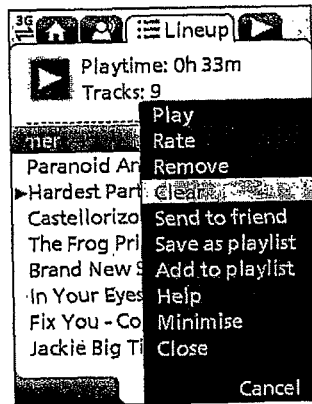 3G
Lineup
Playtime: 0h 33m
Tracks: 9
mer
Paranoid An
Hardest Part
Castellorizo
The Frog Pri
Brand New S
In Your Eyes
Fix You - Co
Jackie Big Ti
Play
Rate
Remove
Clear
Send to friend
Save as playlist
Add to playlist
Help
Minimise
Close
Cancel